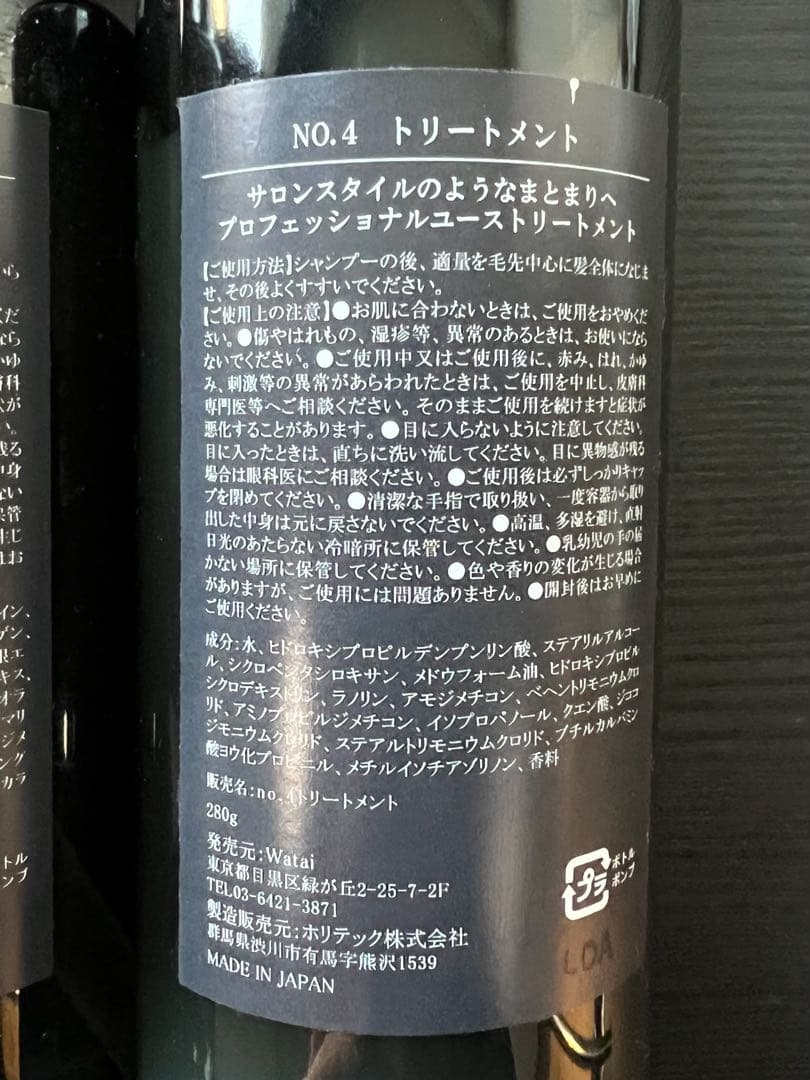 NO.4 トリートメント
サロンスタイルのようなまとまりへ
プロフェッショナルユーストリートメント
【ご使用方法】シャンプーの後、適量を毛先中心に髪全体になじま
せ、その後よくすすいでください。
【ご使用上の注意】●お肌に合わないときは、ご使用をおやめくだ
さい。●傷やはれもの、湿疹等、異常のあるときは、お使いになら
ないでください。●ご使用中又はご使用後に、赤み、はれ、かゆ
み、刺激等の異常があらわれたときは、ご使用を中止し、皮膚科
専門医等へご相談ください。そのままご使用を続けますと症状が
悪化することがあります。●目に入らないように注意してください。
目に入ったときは、直ちに洗い流してください。目に異物感が残る
場合は眼科医にご相談ください。●ご使用後は必ずしっかりキャッ
プを閉めてください。●清潔な手指で取り扱い、一度容器から取り
出した中身は元に戻さないでください。●高温、多湿を避け、直射
日光のあたらない冷暗所に保管してください。●乳幼児の手の届
かない場所に保管してください。●色や香りの変化が生じる場合
がありますが、ご使用には問題ありません。●開封後はお早めに
ご使用ください。
成分:水、ヒドロキシプロピルデンプンリン酸、ステアリルアルコー
ル、シクロペンタシロキサン、メドウフォーム油、ヒドロキシプロピル
シクロデキストリン、ラノリン、アモジメチコン、ベヘントリモニウムクロ
リド、アミノプロピルジメチコン、イソプロパノール、クエン酸、ジココ
ジモニウムクロリド、ステアルトリモニウムクロリド、ブチルカルバミン
酸ヨウ化プロピニル、メチルイソチアゾリノン、香料
販売名:no.4トリートメント
280g
発売元:Watai
東京都目黒区緑が丘2-25-7-2F
TEL03-6421-3871
製造販売元:ホリテック株式会社
群馬県渋川市有馬字熊沢1539
MADE IN JAPAN
プラ
ボトル
ポンプ
LOA